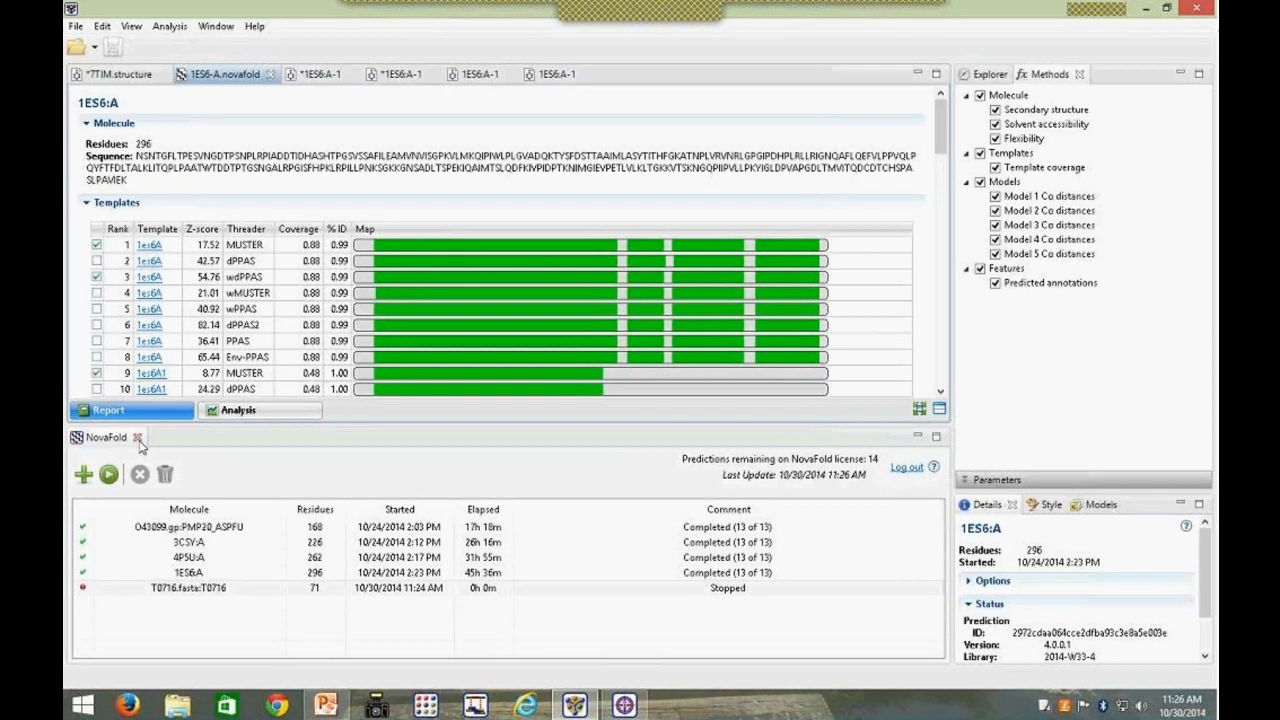 File Edit View Analysis Window Help
*7TIM.structure 1ES6-A.novafold *1ES6:A-1 *1ES6:A-1 1ES6:A-1 1ES6:A-1
1ES6:A
Molecule
Residues: 296
Sequence: NSNTGFLTPESVNGDTPSNPLRPIADDTIDHASHTPGSVSSAFILEAMVNVISGPKVLMKQIPIWLPLGVADQKTYSFDSTTAAIMLASYTITHFGKATNPLVRVNRLGPGIPDHPLRLLRIGNQAFLQEFVLPPVQLP
QYFTFDLTALKLITQPLPAATWTDDTPTGSNGALRPGISFHPKLRPILLPNKSGKKGNSADLTSPEKIQAIMTSLQDFKIVPIDPTKNIMGIEVPETLVLKLTGKKVTSKNGQPIIPVLLPKYIGLDPVAPGDLTMVITQDCDTCHSPA
SLPAVIEK
Templates
Rank Template Z-score Threader Coverage % ID Map
1 1es6A 17.52 MUSTER 0.88 0.99
2 1es6A 42.57 dPPAS 0.88 0.99
3 1es6A 54.76 wdPPAS 0.88 0.99
4 1es6A 21.01 wMUSTER 0.88 0.99
5 1es6A 40.92 wPPAS 0.88 0.99
6 1es6A 82.14 dPPAS2 0.88 0.99
7 1es6A 36.41 PPAS 0.88 0.99
8 1es6A 65.44 Env-PPAS 0.88 0.99
9 1es6A1 8.77 MUSTER 0.48 1.00
10 1es6A1 24.29 dPPAS 0.48 1.00
Report Analysis
NovaFold
Predictions remaining on NovaFold license: 14
Last Update: 10/30/2014 11:26 AM
Log out
Molecule Residues Started Elapsed Comment
O43099.gp:PMP20_ASPFU 168 10/24/2014 2:03 PM 17h 18m Completed (13 of 13)
3CSY:A 226 10/24/2014 2:12 PM 26h 16m Completed (13 of 13)
4P5U:A 262 10/24/2014 2:17 PM 31h 55m Completed (13 of 13)
1ES6:A 296 10/24/2014 2:23 PM 45h 36m Completed (13 of 13)
T0716.fasta:T0716 71 10/30/2014 11:24 AM 0h 0m Stopped
Explorer Methods
Molecule
Secondary structure
Solvent accessibility
Flexibility
Templates
Template coverage
Models
Model 1 Cα distances
Model 2 Cα distances
Model 3 Cα distances
Model 4 Cα distances
Model 5 Cα distances
Features
Predicted annotations
Parameters
Details Style Models
1ES6:A
Residues: 296
Started: 10/24/2014 2:23 PM
Options
Status
Prediction
ID: 2972cdaa064cce2dfba93c3e8a5e003e
Version: 4.0.0.1
Library: 2014-W33-4
11:26 AM
10/30/2014